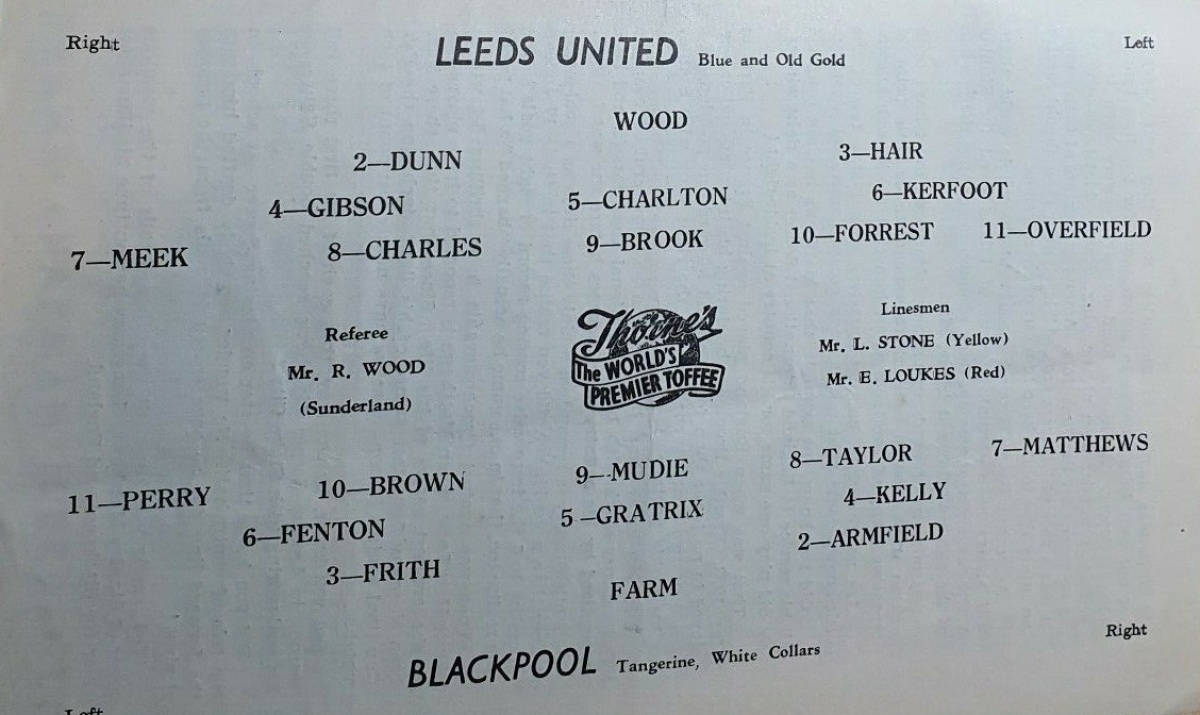 Right
LEEDS UNITED Blue and Old Gold
Left
WOOD
2—DUNN 3—HAIR
4—GIBSON 5—CHARLTON 6—KERFOOT
7—MEEK 8—CHARLES 9—BROOK 10—FORREST 11—OVERFIELD
Referee
Mr. R. WOOD
(Sunderland)
Thorne's
The WORLD'S
PREMIER TOFFEE
Linesmen
Mr. L. STONE (Yellow)
Mr. E. LOUKES (Red)
11—PERRY 10—BROWN 9—MUDIE 8—TAYLOR 7—MATTHEWS
6—FENTON 5—GRATRIX 4—KELLY
3—FRITH 2—ARMFIELD
FARM
Right
BLACKPOOL Tangerine, White Collars
Left